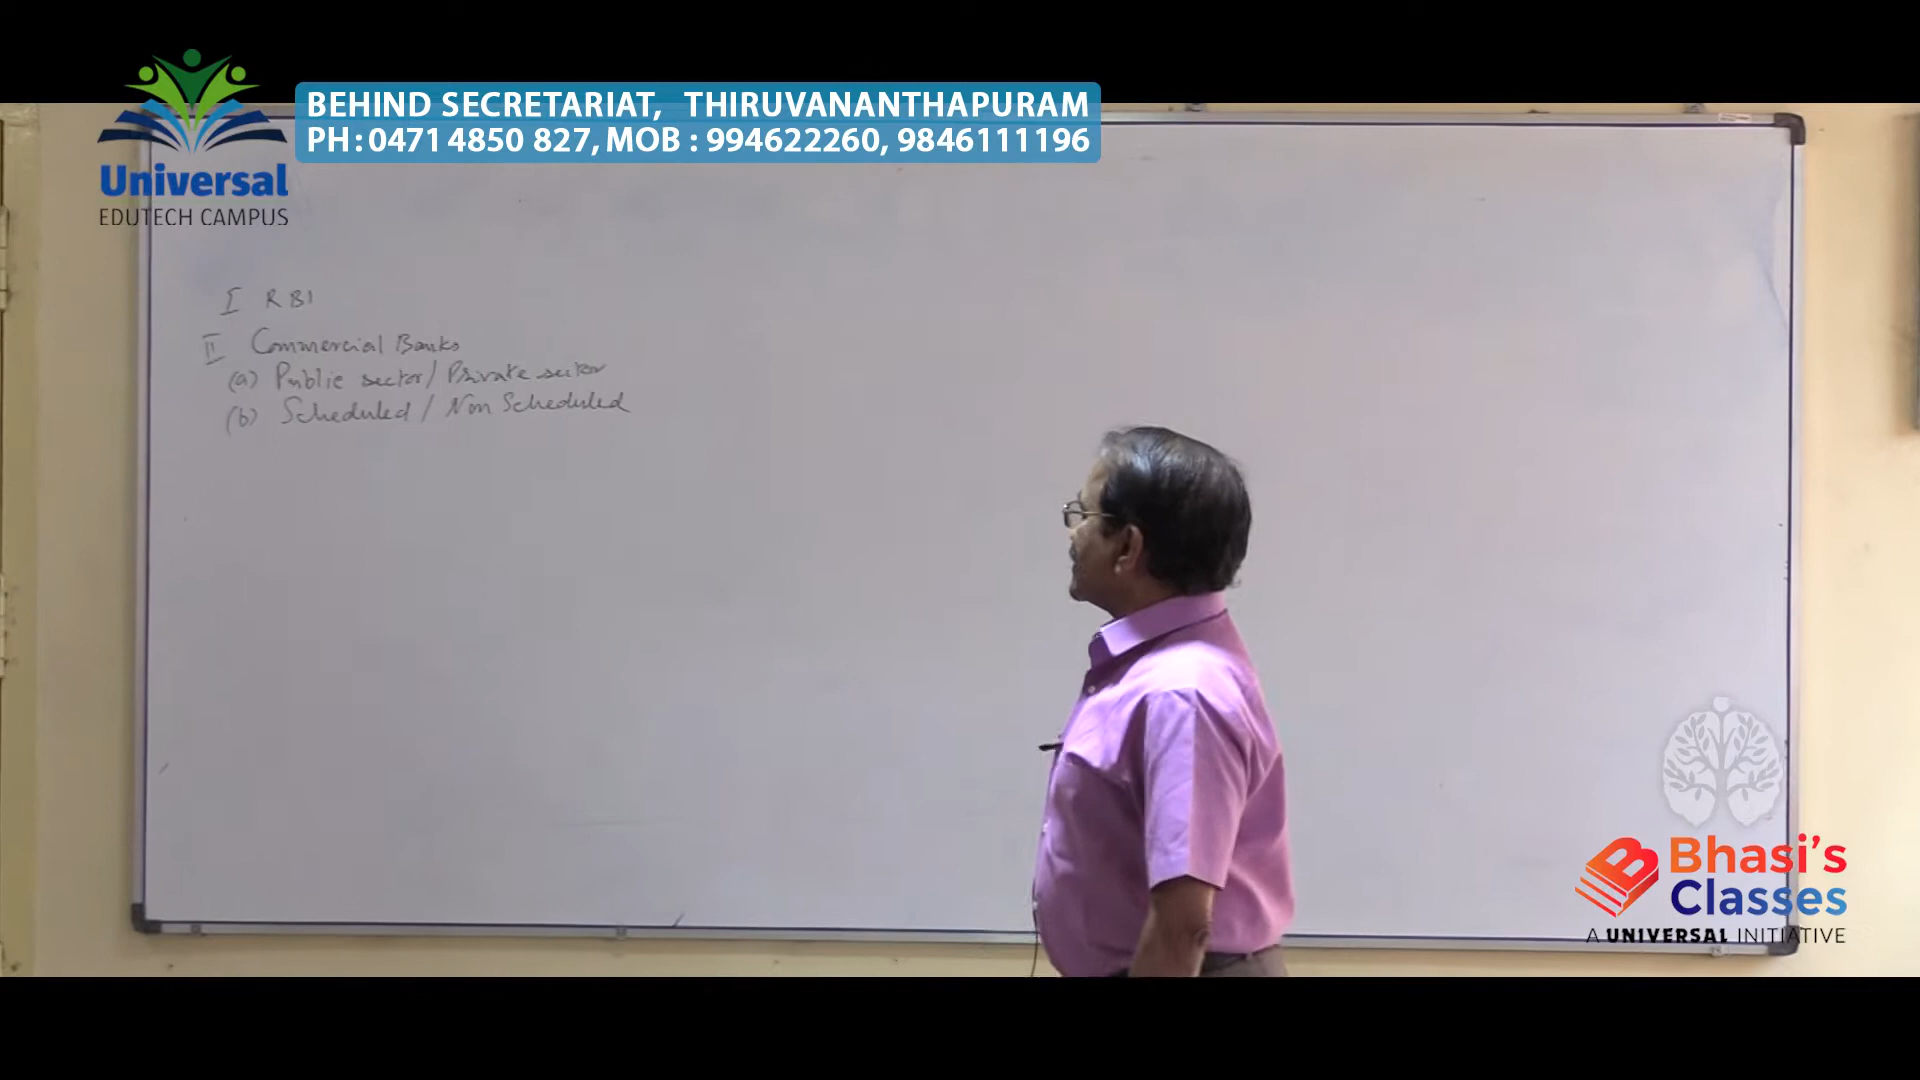 BEHIND SECRETARIAT, THIRUVANANTHAPURAM
PH : 0471 4850 827, MOB : 994622260, 9846111196
Universal
EDUTECH CAMPUS
I RBI
II Commercial Banks
(a) Public sector / Private sector
(b) Scheduled / Non Scheduled
Bhasi's
Classes
A UNIVERSAL INITIATIVE